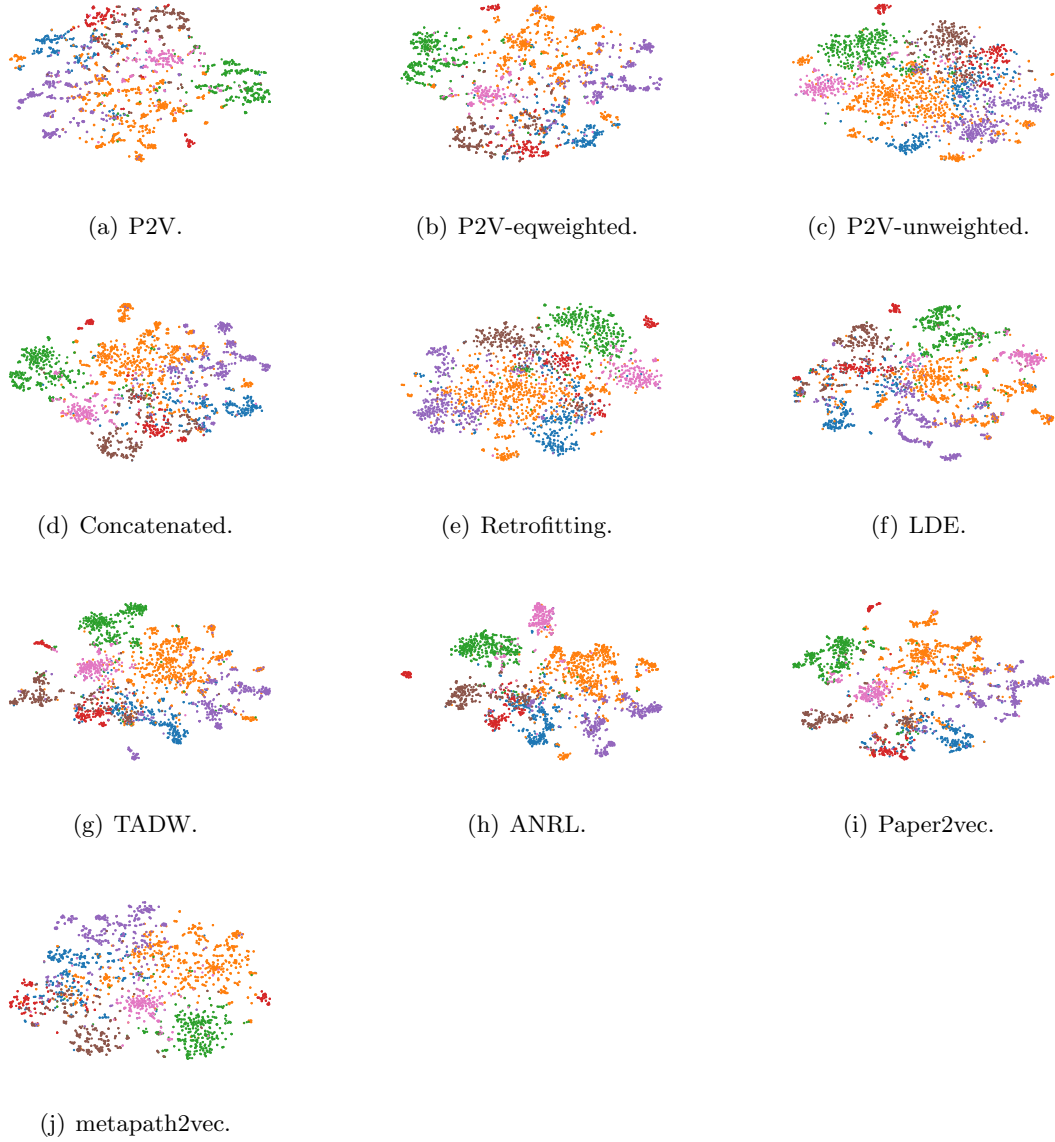 (a) P2V.
(b) P2V-eqweighted.
(c) P2V-unweighted.
(d) Concatenated.
(e) Retrofitting.
(f) LDE.
(g) TADW.
(h) ANRL.
(i) Paper2vec.
(j) metapath2vec.